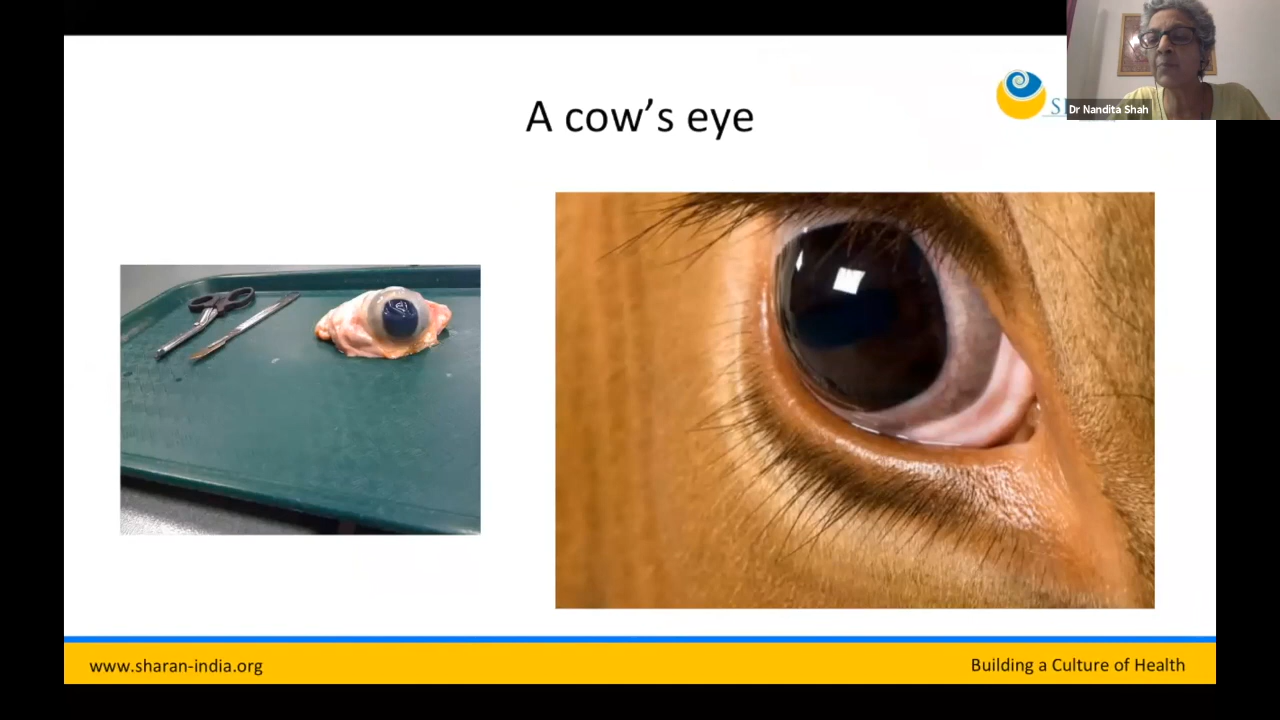 A cow's eye
Dr Nandita Shah
www.sharan-india.org
Building a Culture of Health